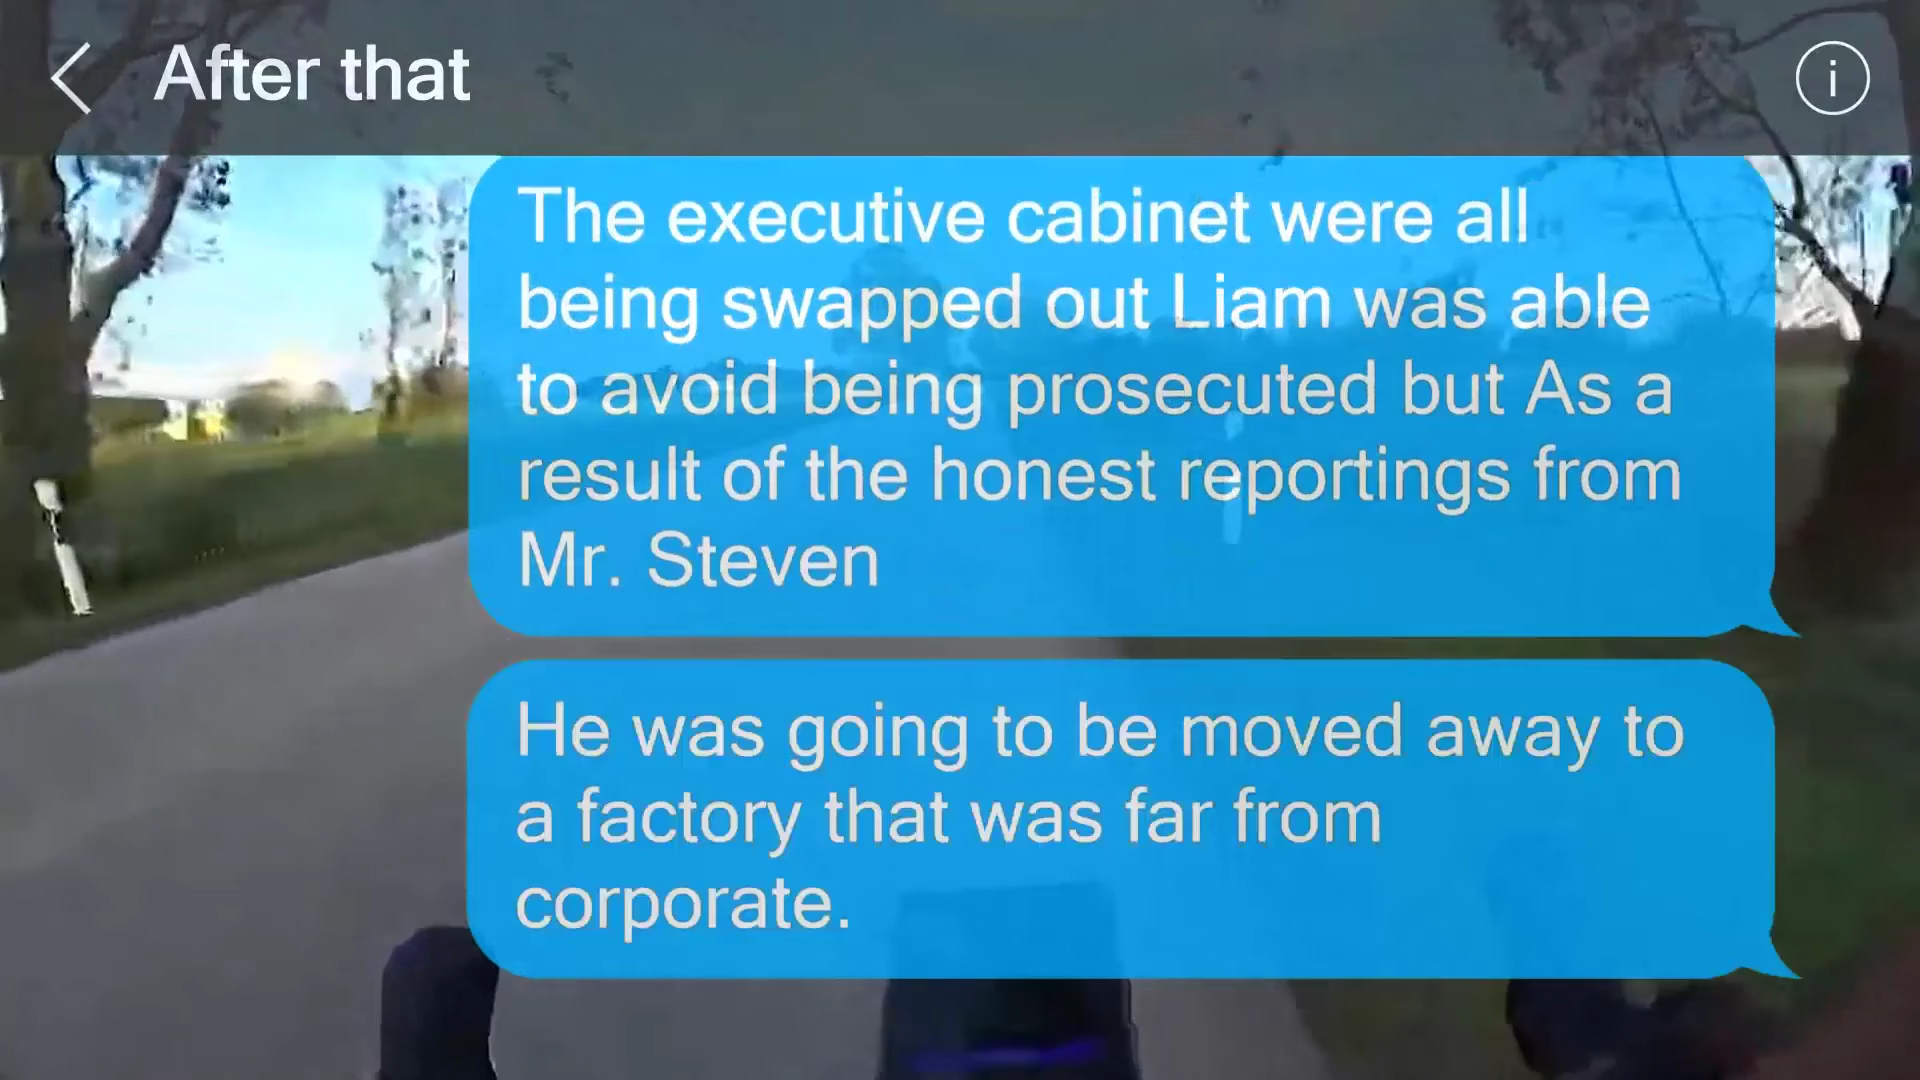 After that
The executive cabinet were all
being swapped out Liam was able
to avoid being prosecuted but As a
result of the honest reportings from
Mr. Steven
He was going to be moved away to
a factory that was far from
corporate.